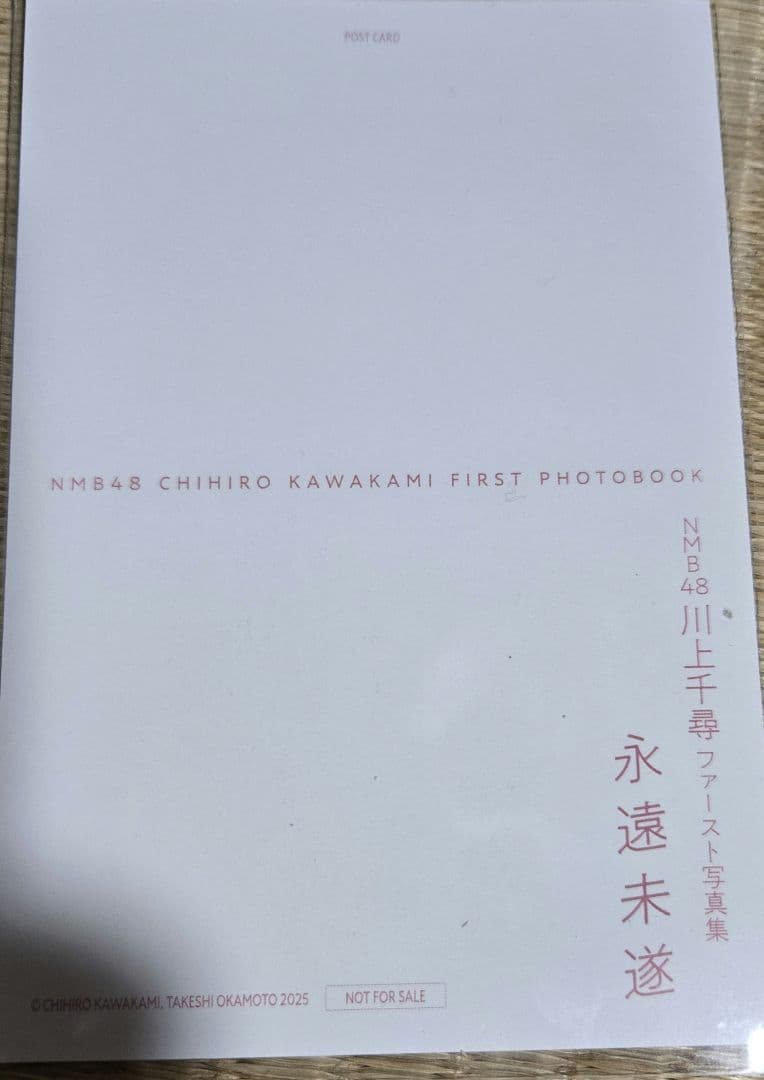 POST CARD
NMB48 CHIHIRO KAWAKAMI FIRST PHOTOBOOK
NMB48川上千尋ファースト写真集
永遠未遂
© CHIHIRO KAWAKAMI, TAKESHI OKAMOTO 2025
NOT FOR SALE